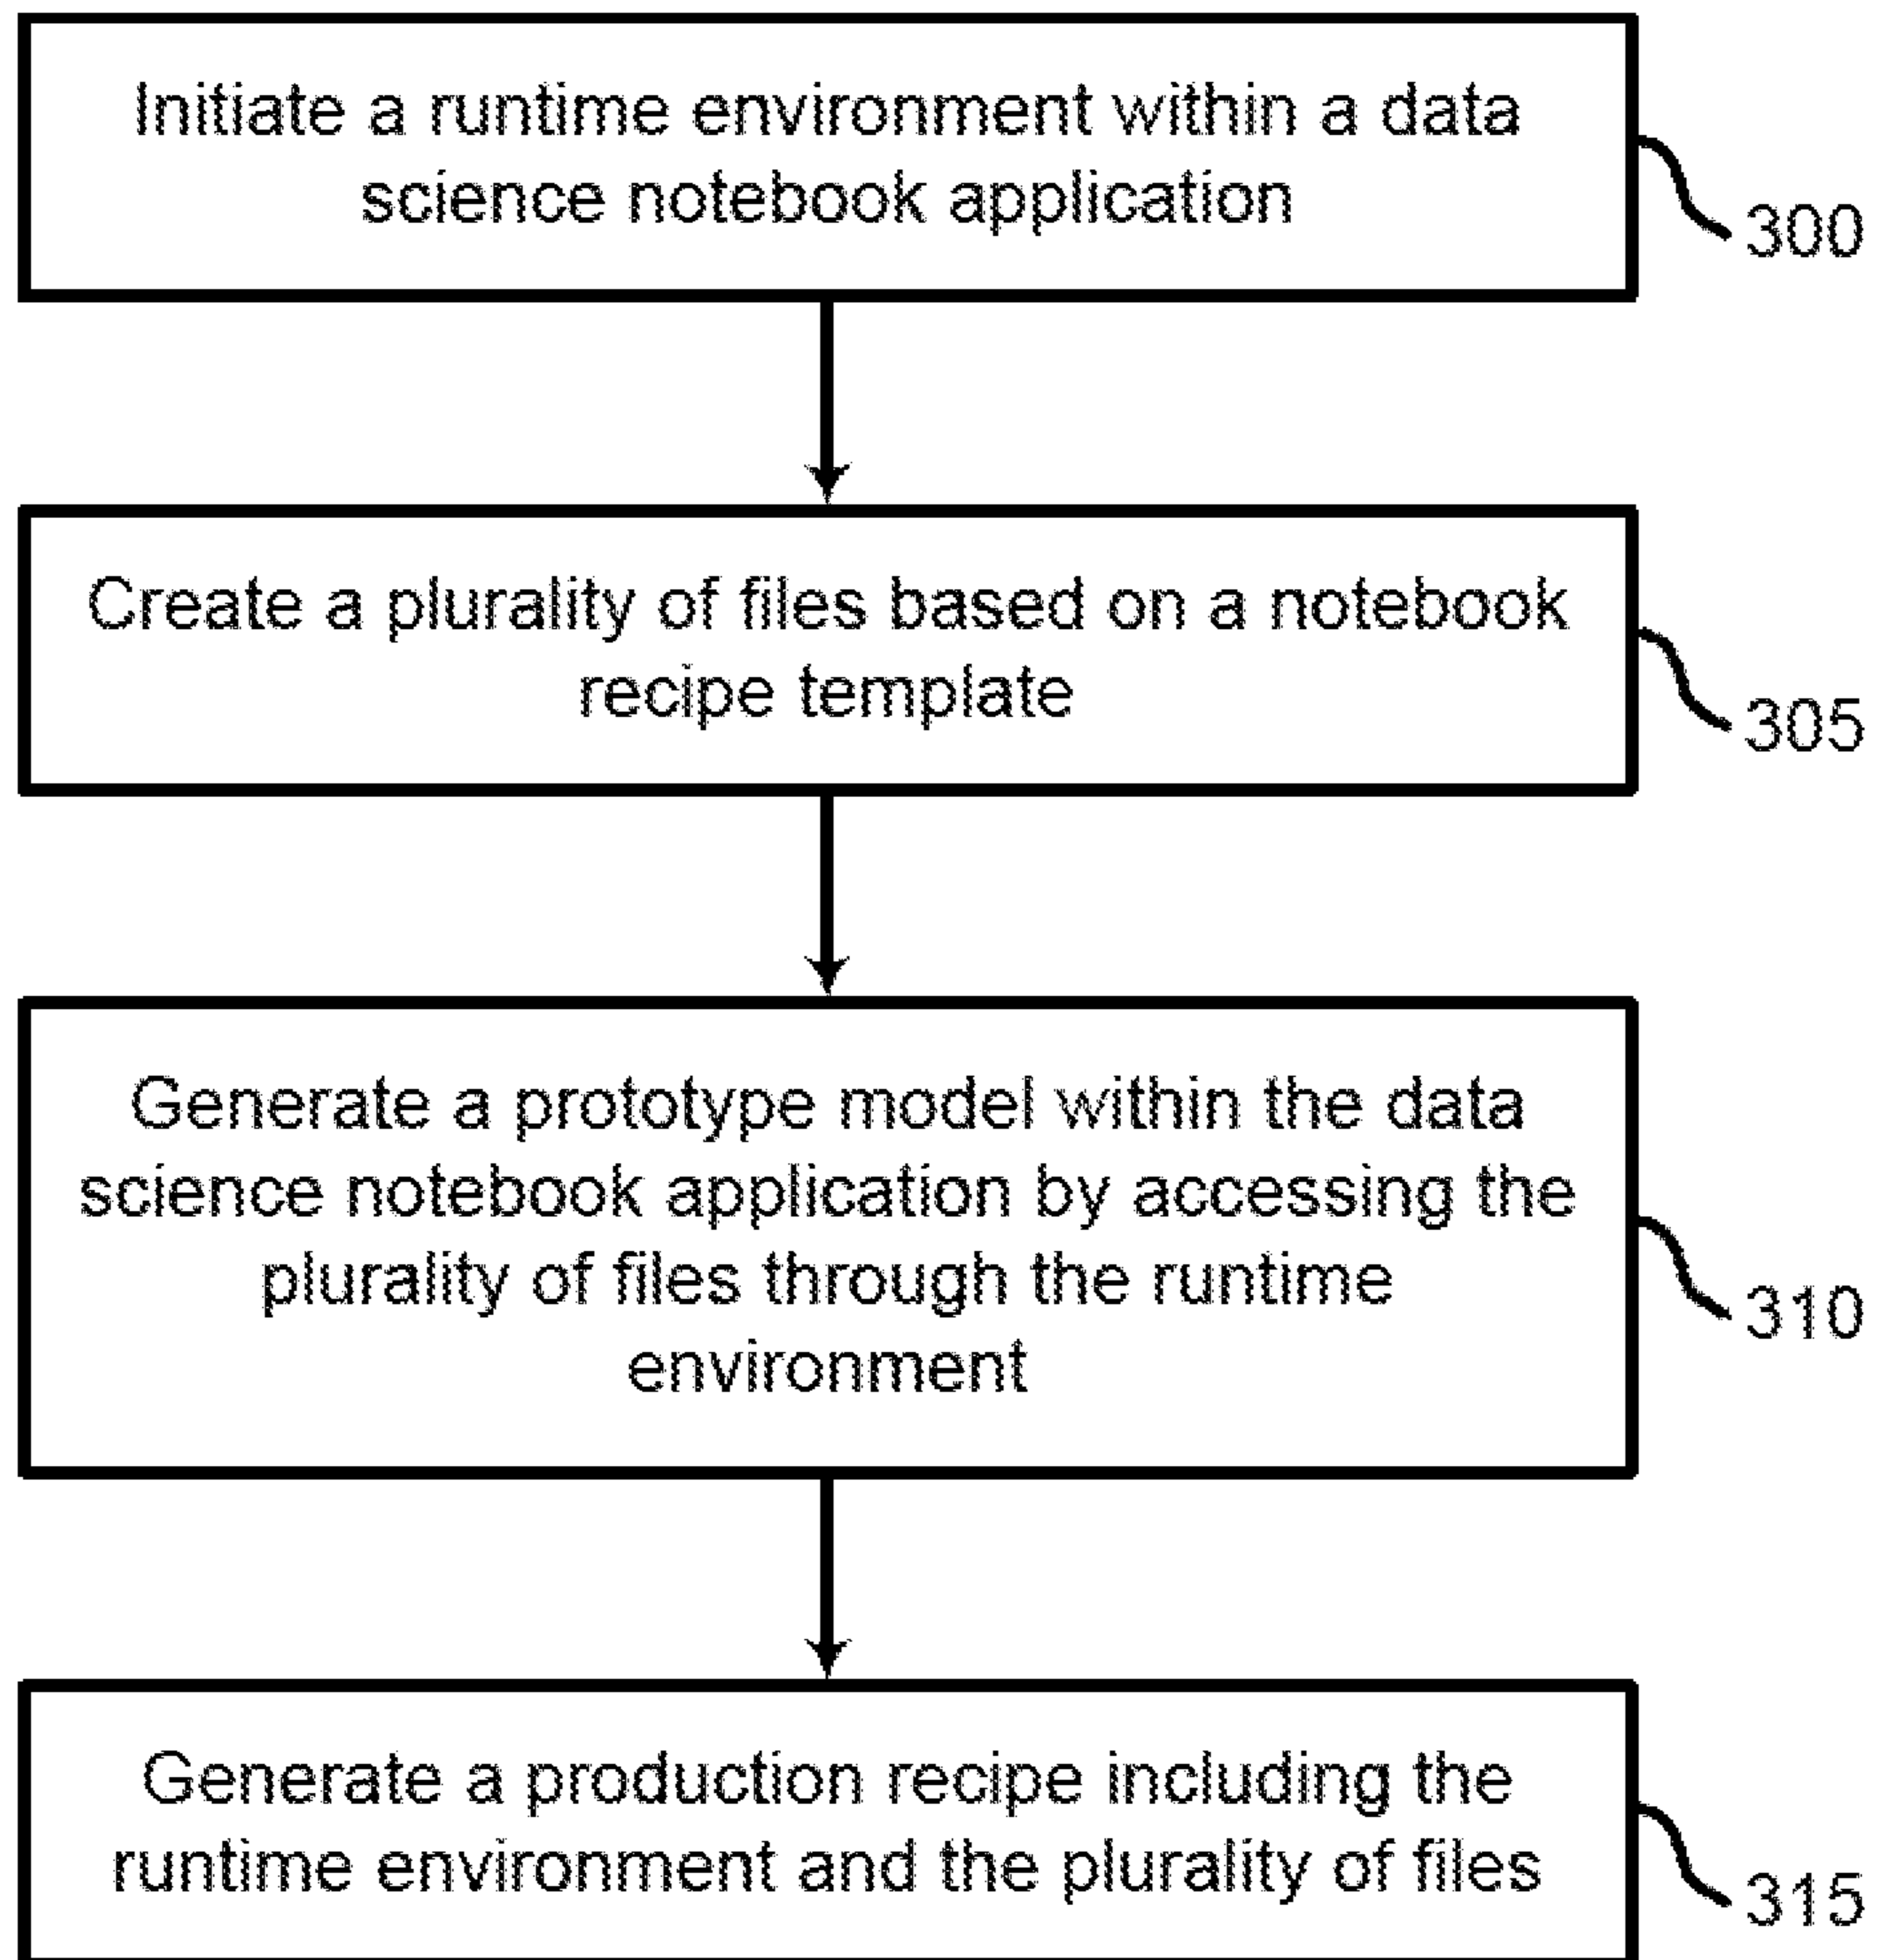 Initiate a runtime environment within a data
science notebook application
300
Create a plurality of files based on a notebook
recipe template
305
Generate a prototype model within the data
science notebook application by accessing the
plurality of files through the runtime
environment
310
Generate a production recipe including the
runtime environment and the plurality of files
315